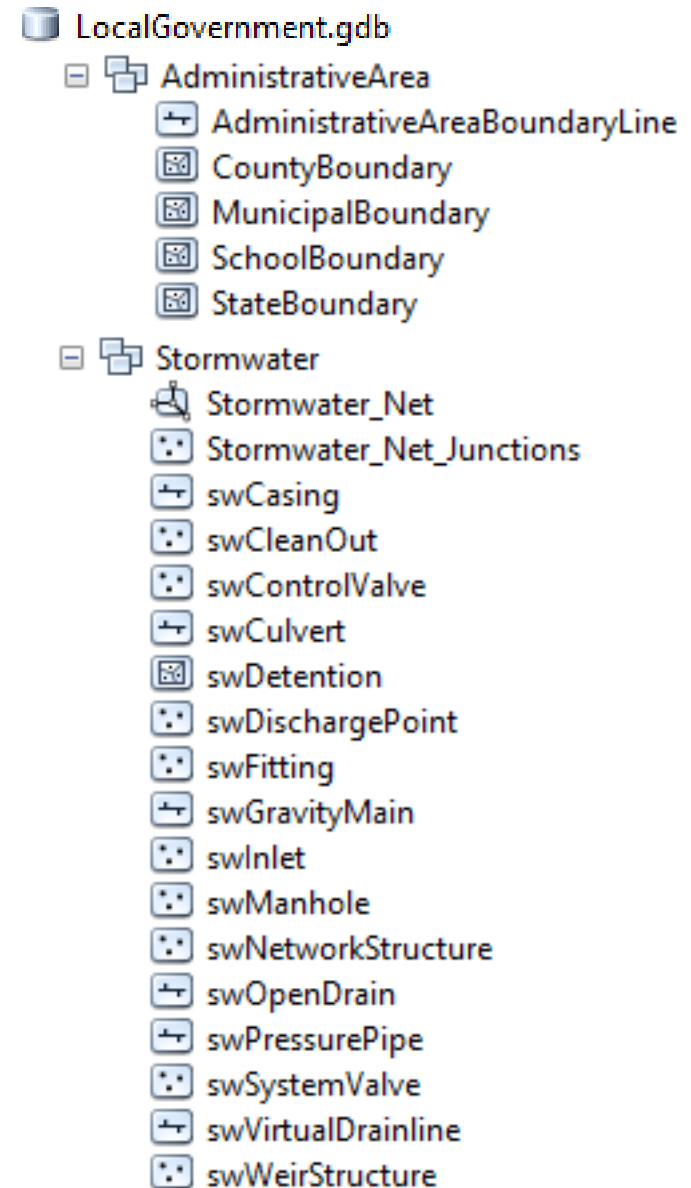 LocalGovernment.gdb
AdministrativeArea
AdministrativeAreaBoundaryLine
CountyBoundary
MunicipalBoundary
SchoolBoundary
StateBoundary
Stormwater
Stormwater_Net
Stormwater_Net_Junctions
swCasing
swCleanOut
swControlValve
swCulvert
swDetention
swDischargePoint
swFitting
swGravityMain
swInlet
swManhole
swNetworkStructure
swOpenDrain
swPressurePipe
swSystemValve
swVirtualDrainline
swWeirStructure